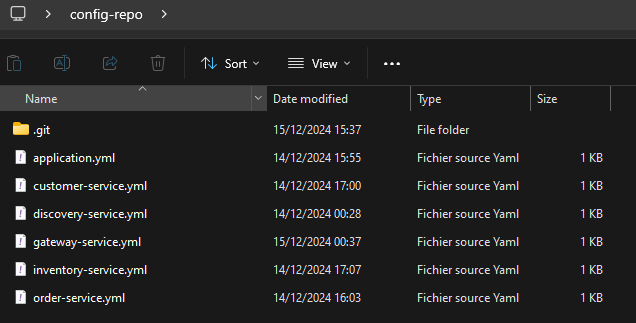 config-repo
Sort View
Name Date modified Type Size
.git 15/12/2024 15:37 File folder
application.yml 14/12/2024 15:55 Fichier source Yaml 1 KB
customer-service.yml 14/12/2024 17:00 Fichier source Yaml 1 KB
discovery-service.yml 14/12/2024 00:28 Fichier source Yaml 1 KB
gateway-service.yml 15/12/2024 00:37 Fichier source Yaml 1 KB
inventory-service.yml 14/12/2024 17:07 Fichier source Yaml 1 KB
order-service.yml 14/12/2024 16:03 Fichier source Yaml 1 KB